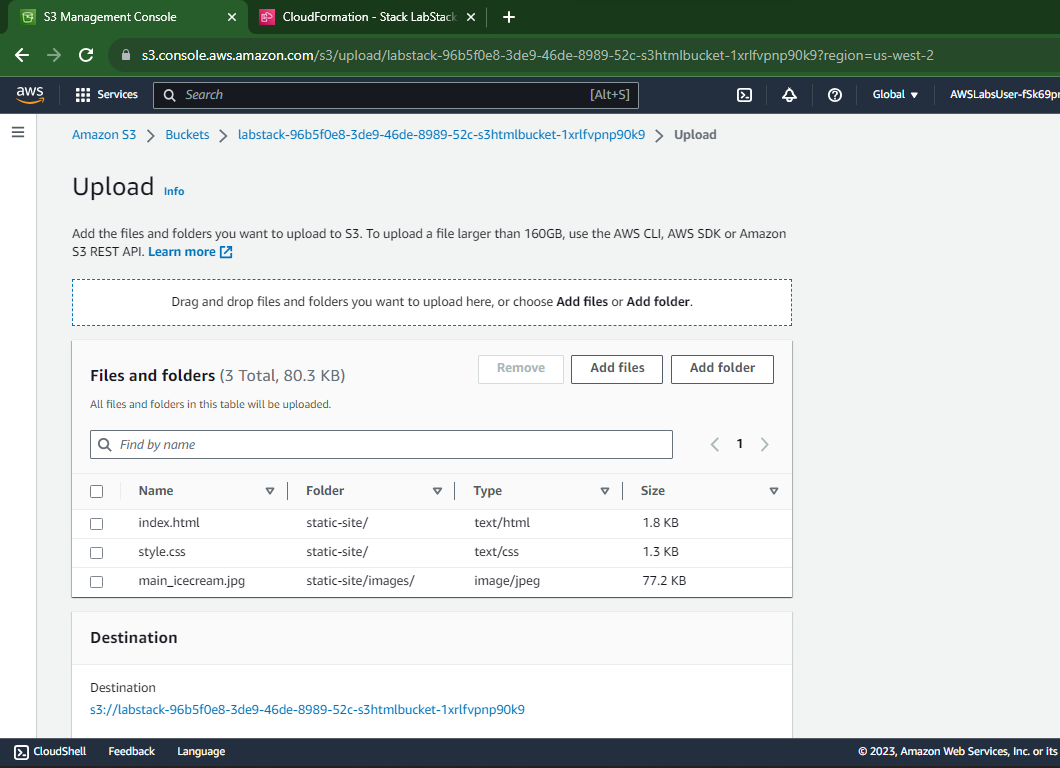 S3 Management Console
CloudFormation - Stack LabStack
s3.console.aws.amazon.com/s3/upload/labstack-96b5f0e8-3de9-46de-8989-52c-s3htmlbucket-1xrlfvpnp90k9?region=us-west-2
aws Services Search [Alt+S] Global AWSLabsUser-fSk69pr
Amazon S3 > Buckets > labstack-96b5f0e8-3de9-46de-8989-52c-s3htmlbucket-1xrlfvpnp90k9 > Upload
Upload Info
Add the files and folders you want to upload to S3. To upload a file larger than 160GB, use the AWS CLI, AWS SDK or Amazon
S3 REST API. Learn more
Drag and drop files and folders you want to upload here, or choose Add files or Add folder.
Files and folders (3 Total, 80.3 KB) Remove Add files Add folder
All files and folders in this table will be uploaded.
Find by name 1
Name Folder Type Size
index.html static-site/ text/html 1.8 KB
style.css static-site/ text/css 1.3 KB
main_icecream.jpg static-site/images/ image/jpeg 77.2 KB
Destination
Destination
s3://labstack-96b5f0e8-3de9-46de-8989-52c-s3htmlbucket-1xrlfvpnp90k9
CloudShell Feedback Language © 2023, Amazon Web Services, Inc. or its